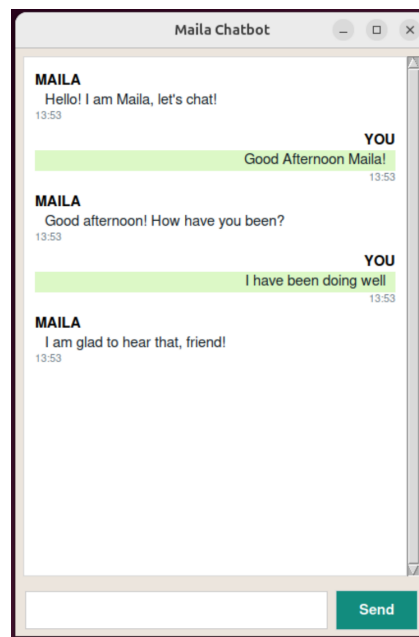 Maila Chatbot
MAILA
Hello! I am Maila, let's chat!
13:53
YOU
Good Afternoon Maila!
13:53
MAILA
Good afternoon! How have you been?
13:53
YOU
I have been doing well
13:53
MAILA
I am glad to hear that, friend!
13:53
Send